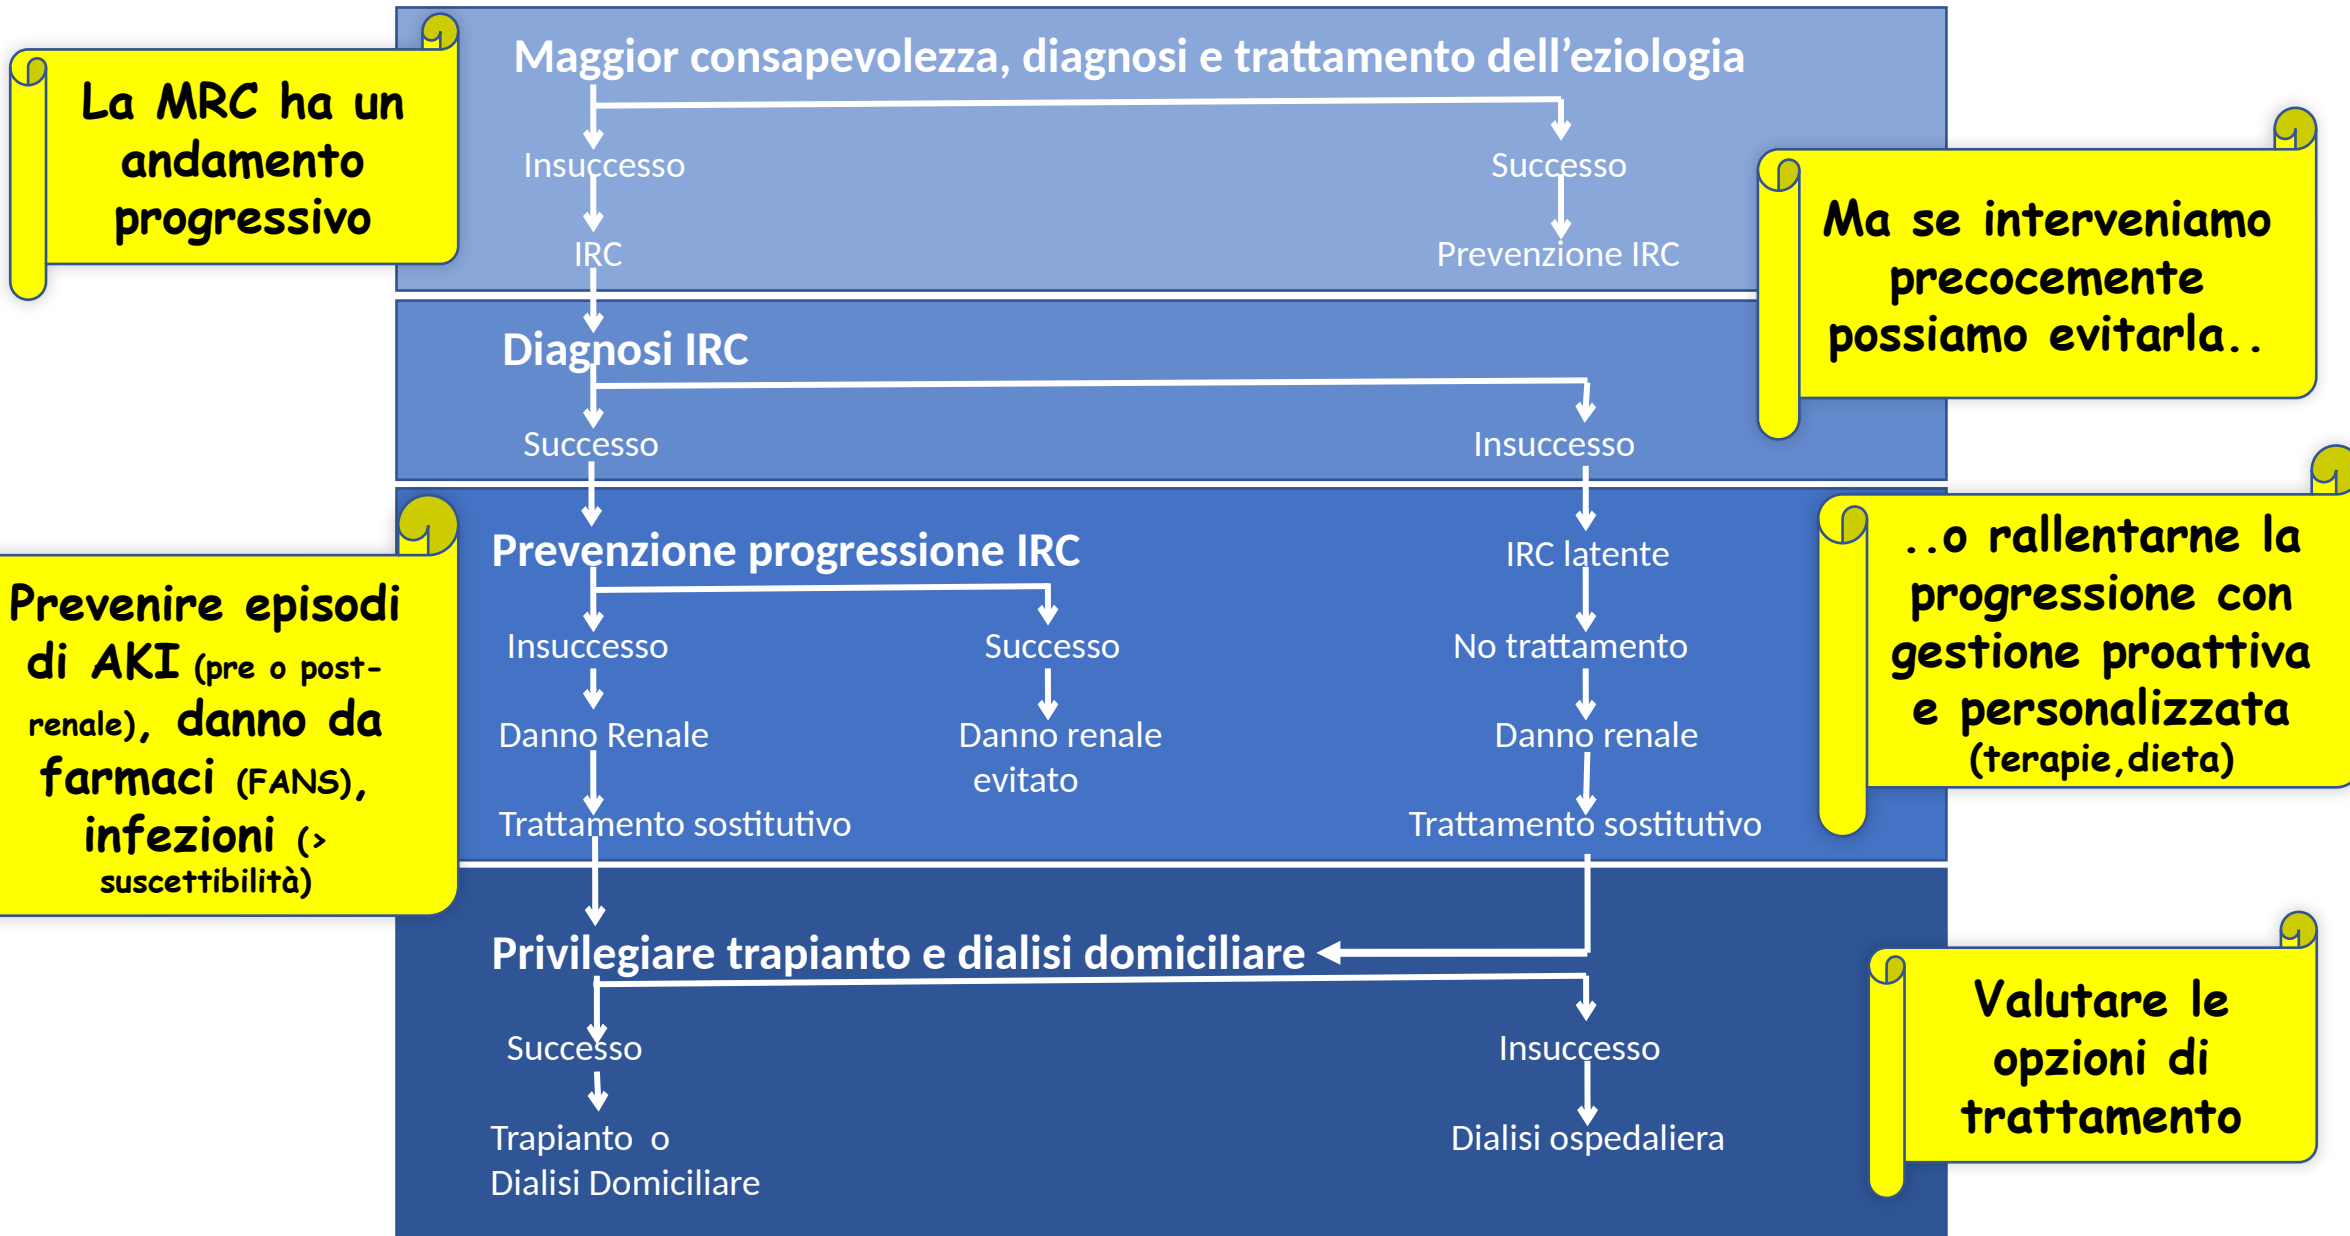 Maggior consapevolezza, diagnosi e trattamento dell’eziologia
La MRC ha un
andamento
progressivo
Insuccesso
Successo
IRC
Prevenzione IRC
Ma se interveniamo
precocemente
possiamo evitarla..
Diagnosi IRC
Successo
Insuccesso
Prevenzione progressione IRC
IRC latente
..o rallentarne la
progressione con
gestione proattiva
e personalizzata
(terapie,dieta)
Prevenire episodi
di AKI (pre o post-
renale), danno da
farmaci (FANS),
infezioni (>
suscettibilità)
Insuccesso
Successo
No trattamento
Danno Renale
Danno renale
evitato
Danno renale
Trattamento sostitutivo
Trattamento sostitutivo
Privilegiare trapianto e dialisi domiciliare
Successo
Insuccesso
Valutare le
opzioni di
trattamento
Trapianto o
Dialisi Domiciliare
Dialisi ospedaliera